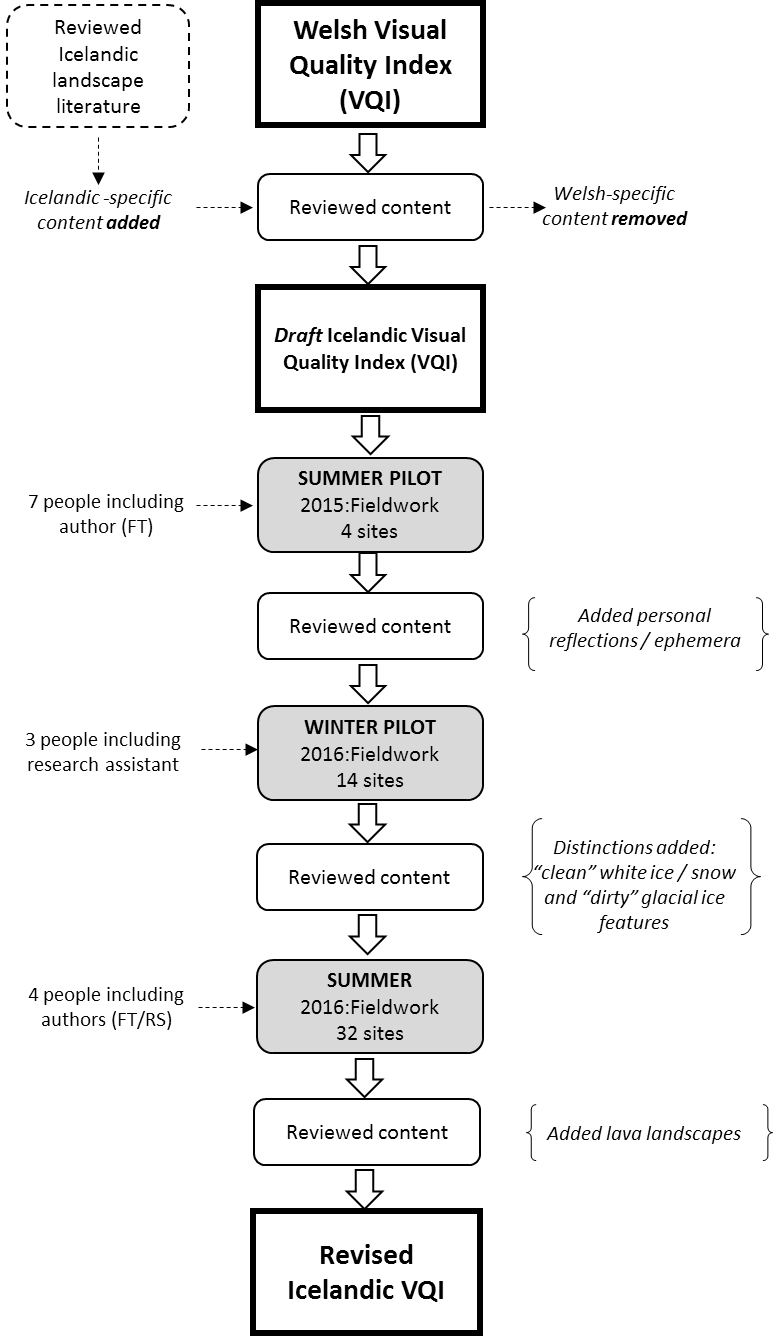 Reviewed
Icelandic
landscape
literature
Welsh Visual
Quality Index
(VQI)
Icelandic -specific
content added
Reviewed content
Welsh-specific
content removed
Draft Icelandic Visual
Quality Index (VQI)
7 people including
author (FT)
SUMMER PILOT
2015:Fieldwork
4 sites
Reviewed content
Added personal
reflections / ephemera
3 people including
research assistant
WINTER PILOT
2016:Fieldwork
14 sites
Reviewed content
Distinctions added:
“clean” white ice / snow
and “dirty” glacial ice
features
4 people including
authors (FT/RS)
SUMMER
2016:Fieldwork
32 sites
Reviewed content
Added lava landscapes
Revised
Icelandic VQI